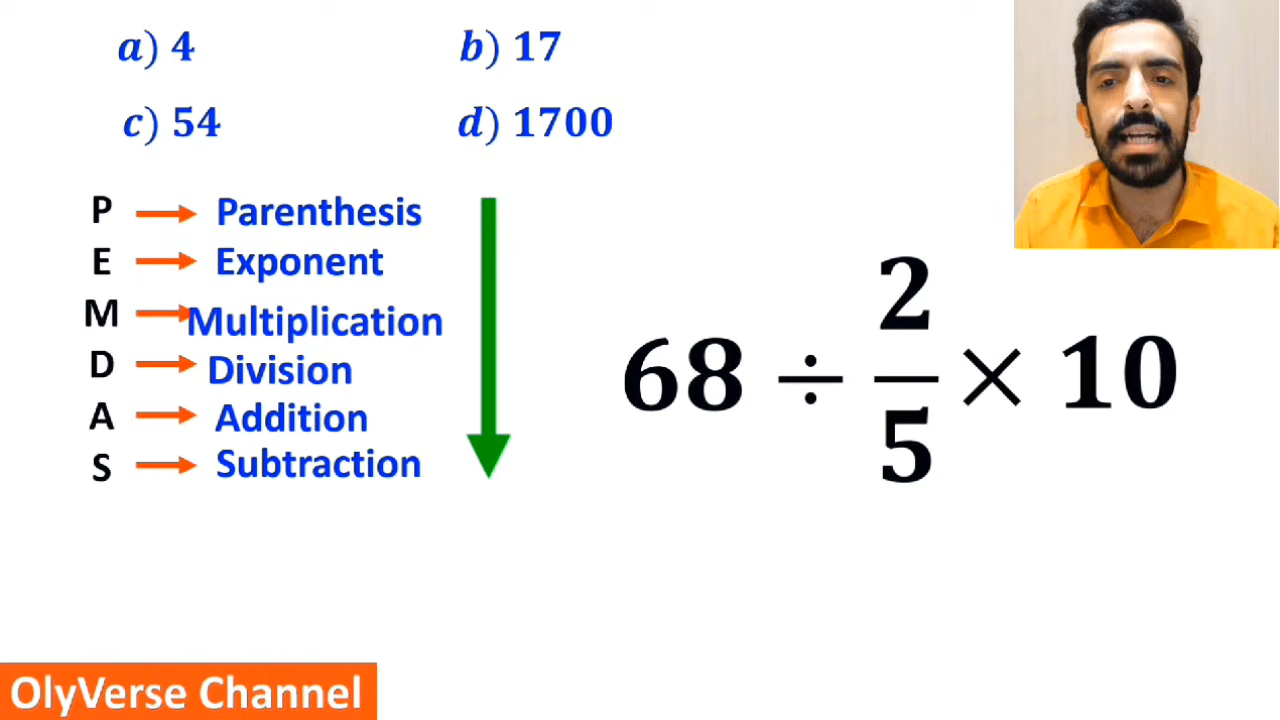 a) 4
b) 17
c) 54
d) 1700
P → Parenthesis
E → Exponent
M → Multiplication
D → Division
A → Addition
S → Subtraction
68 ÷ 2/5 × 10
OlyVerse Channel